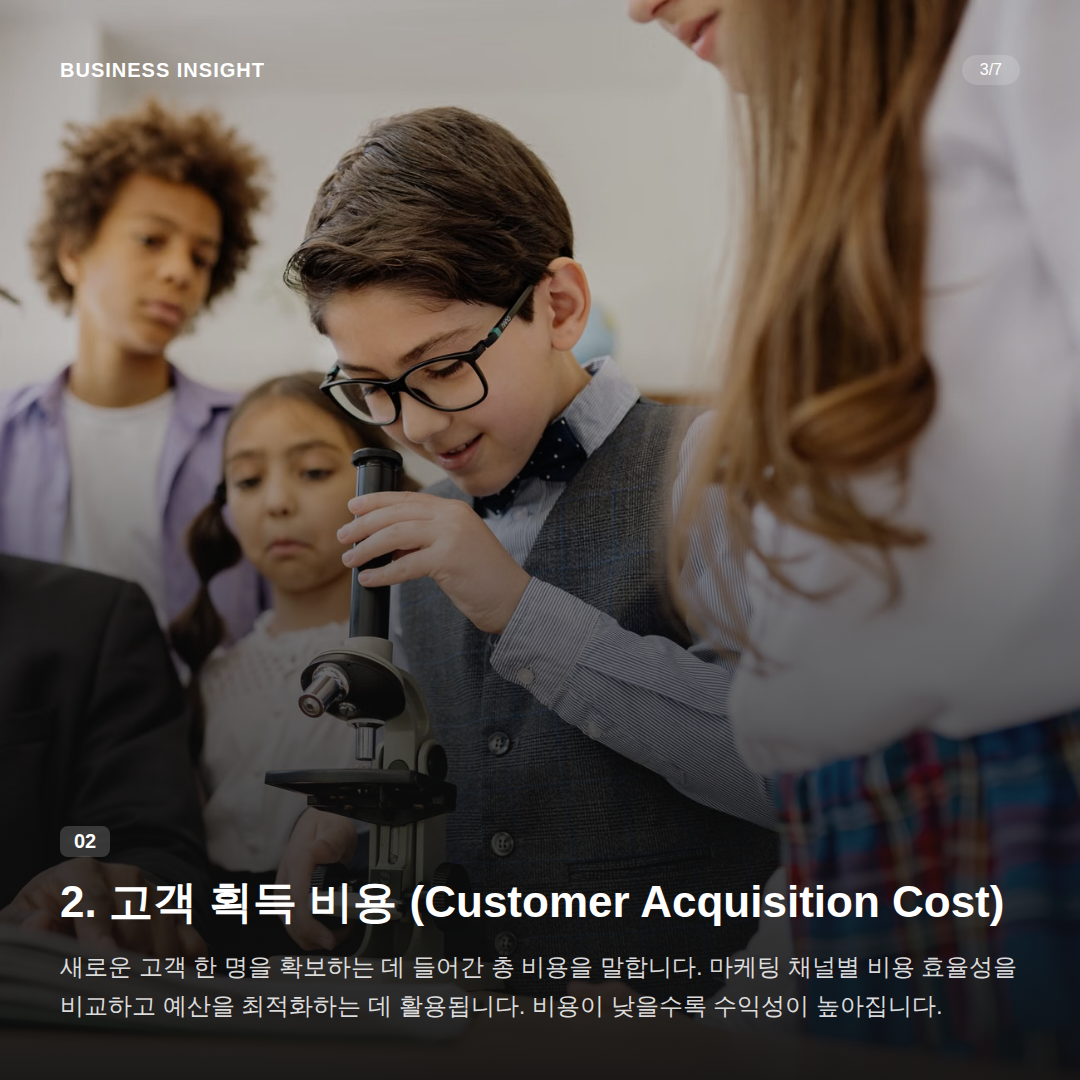 BUSINESS INSIGHT
3/7
02
2. 고객 획득 비용 (Customer Acquisition Cost)
새로운 고객 한 명을 확보하는 데 들어간 총 비용을 말합니다. 마케팅 채널별 비용 효율성을
비교하고 예산을 최적화하는 데 활용됩니다. 비용이 낮을수록 수익성이 높아집니다.